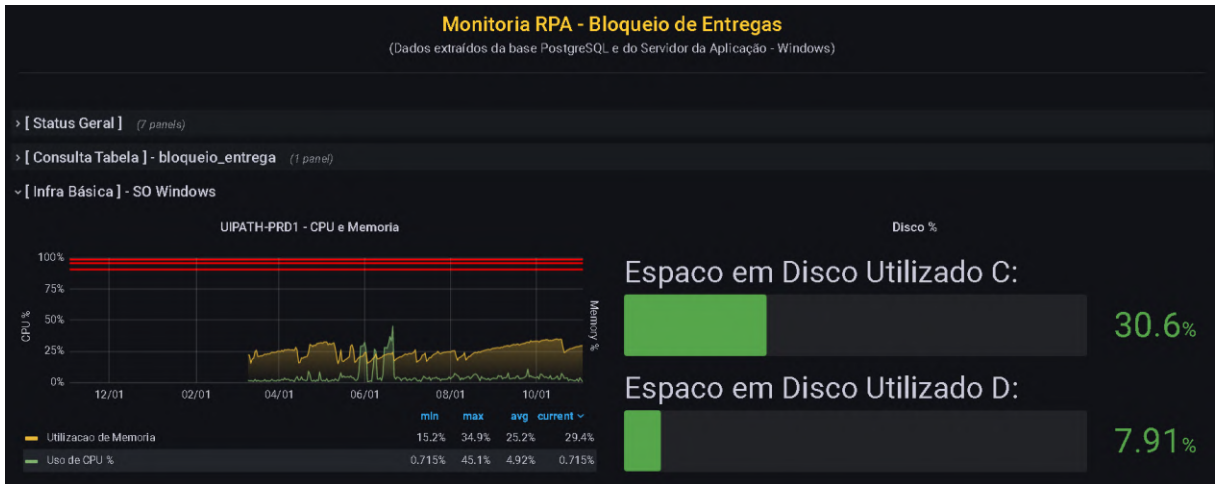 Monitoria RPA - Bloqueio de Entregas
(Dados extraídos da base PostgreSQL e do Servidor da Aplicação - Windows)
› [ Status Geral ] (7 panels)
› [ Consulta Tabela ] - bloqueio_entrega (1 panel)
⌄ [ Infra Básica ] - SO Windows
UIPATH-PRD1 - CPU e Memoria
100%
75%
50%
25%
0%
CPU %
Memory %
12/01 02/01 04/01 06/01 08/01 10/01
min max avg current ⌄
Utilizacao de Memoria 15.2% 34.9% 25.2% 29.4%
Uso de CPU % 0.715% 45.1% 4.92% 0.715%
Disco %
Espaco em Disco Utilizado C:
30.6%
Espaco em Disco Utilizado D:
7.91%